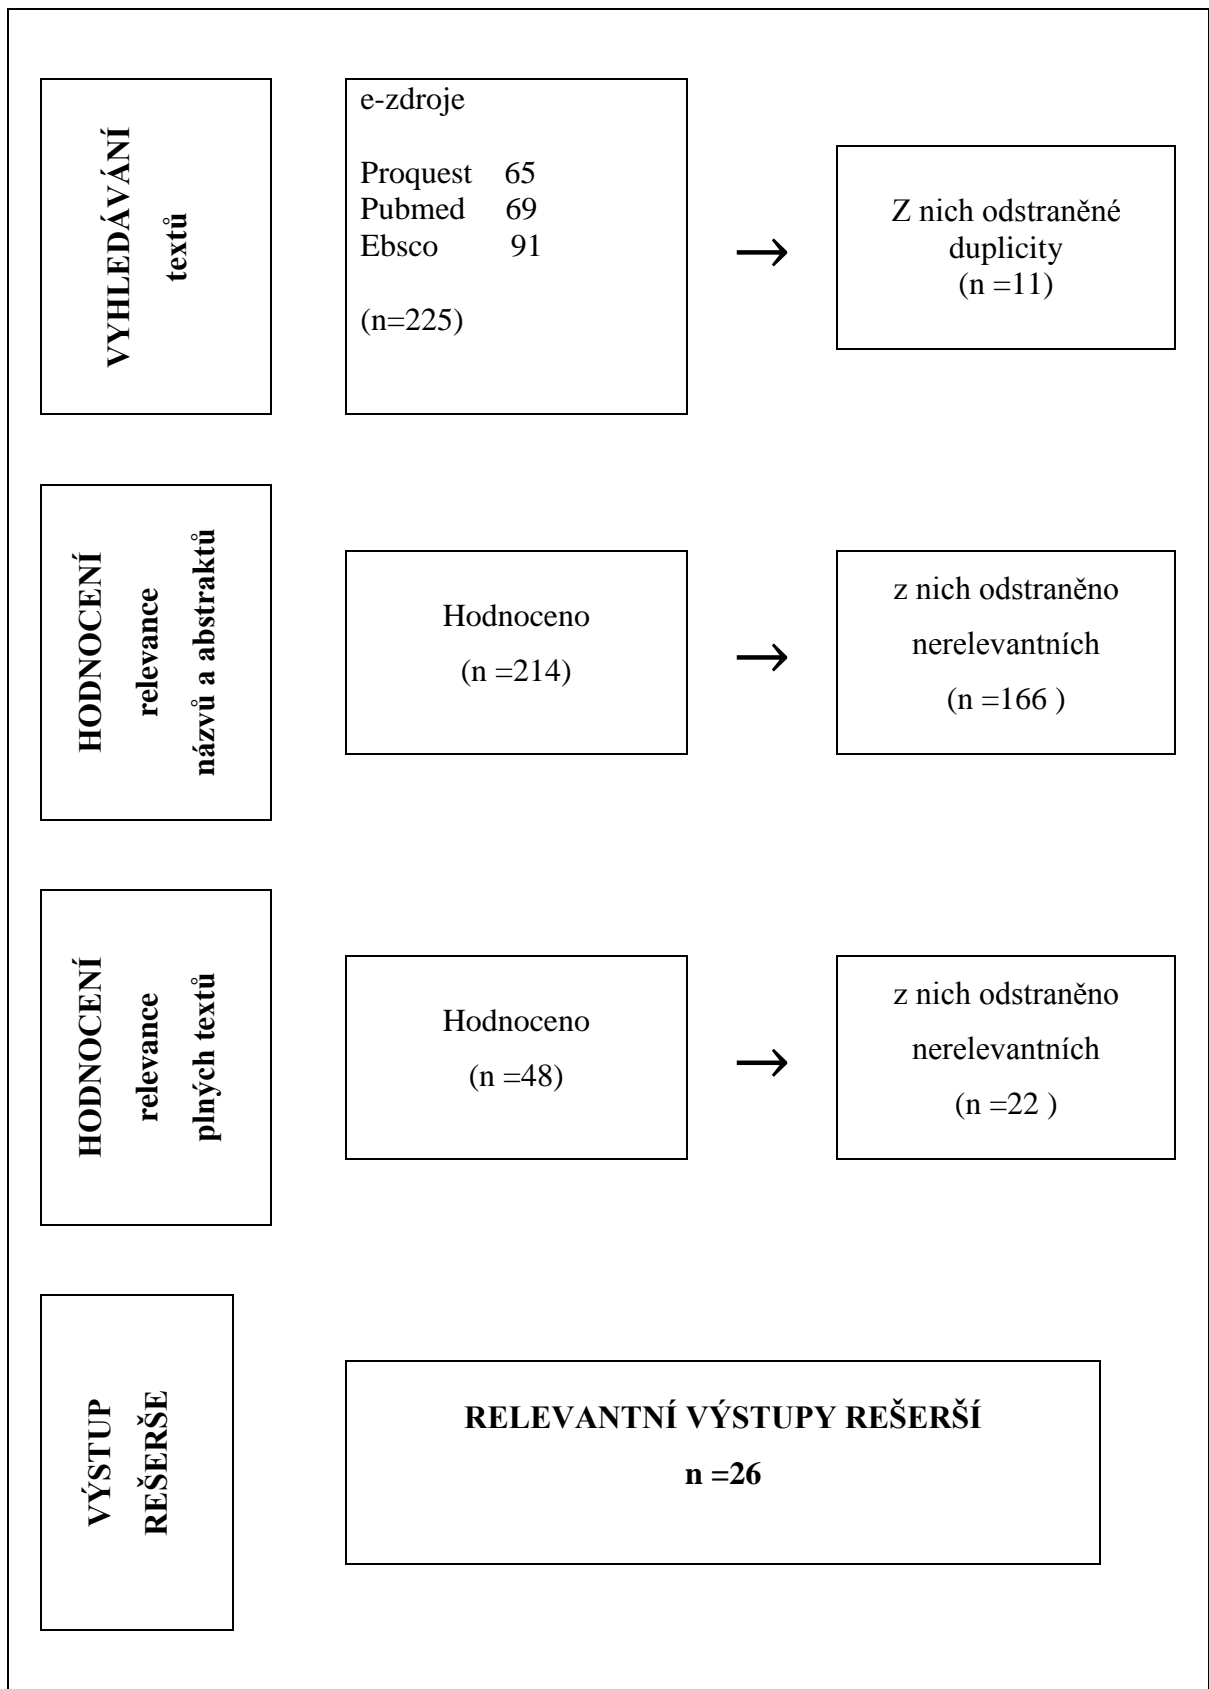 VYHLEDÁVÁNÍ
textů
e-zdroje
Proquest 65
Pubmed 69
Ebsco 91
(n=225)
→
Z nich odstraněné
duplicity
(n =11)
HODNOCENÍ
relevance
názvů a abstraktů
Hodnoceno
(n =214)
→
z nich odstraněno
nerelevantních
(n =166 )
HODNOCENÍ
relevance
plných textů
Hodnoceno
(n =48)
→
z nich odstraněno
nerelevantních
(n =22 )
VÝSTUP
REŠERŠE
RELEVANTNÍ VÝSTUPY REŠERŠÍ
n =26